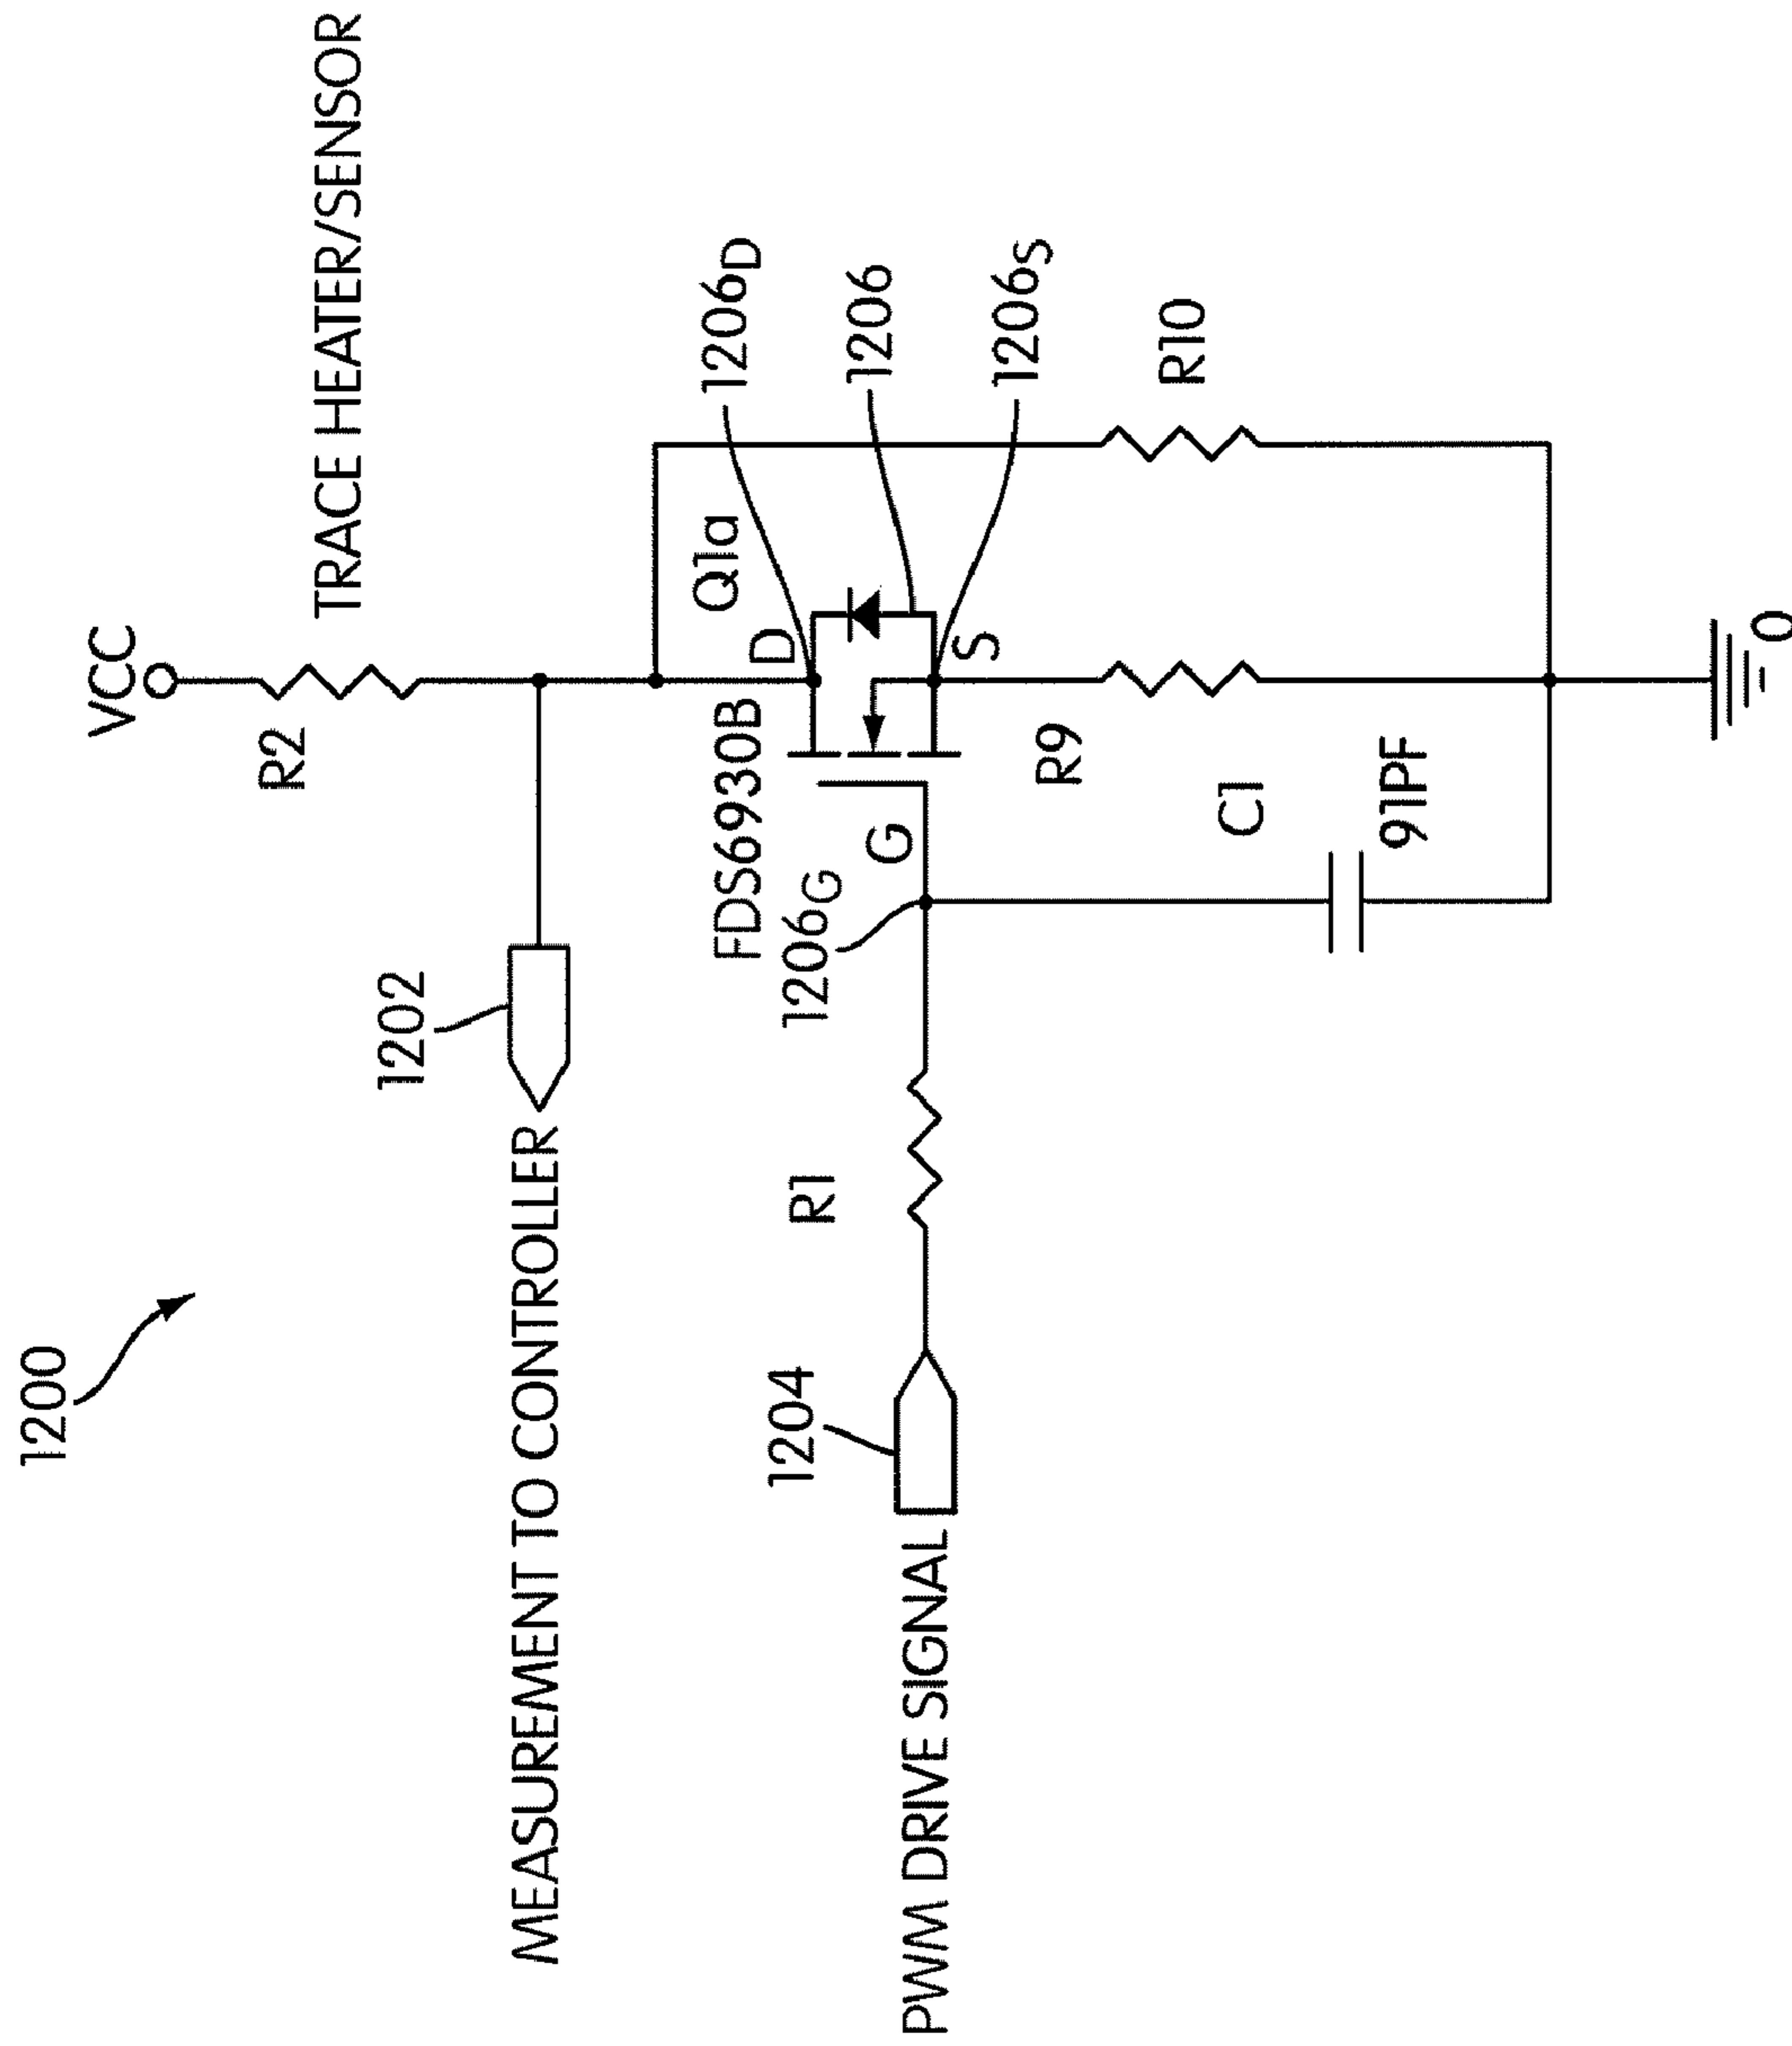 1200
VCC
R2
TRACE HEATER/SENSOR
1202
MEASUREMENT TO CONTROLLER
FDS6930B
Q1a
D
1206D
1206
1206S
S
G
1206G
1204
R1
PWM DRIVE SIGNAL
R9
R10
C1
91PF
0